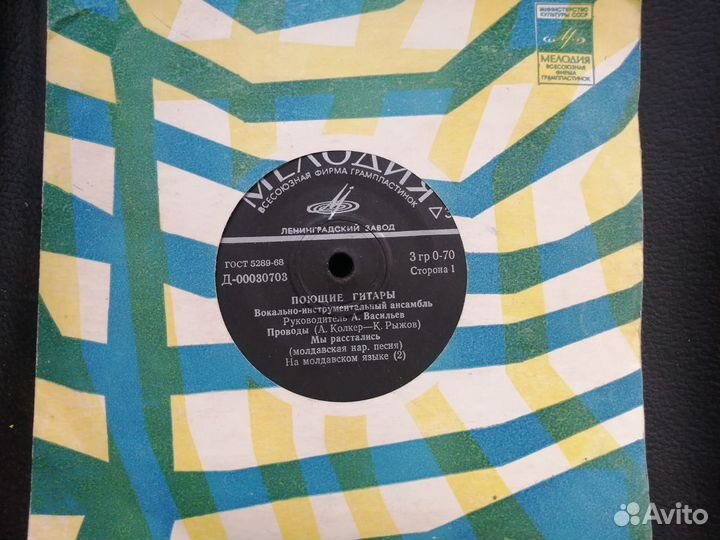 МИНИСТЕРСТВО
КУЛЬТУРЫ СССР
МЕЛОДИЯ
ВСЕСОЮЗНАЯ
ФИРМА
ГРАМПЛАСТИНОК
МЕЛОДИЯ
ВСЕСОЮЗНАЯ ФИРМА ГРАМПЛАСТИНОК
ЛЕНИНГРАДСКИЙ ЗАВОД
ГОСТ 5289-68
Д-00030703
3 гр 0-70
Сторона 1
ПОЮЩИЕ ГИТАРЫ
Вокально-инструментальный ансамбль
Руководитель А. Васильев
Проводы (А. Колкер—К. Рыжов)
Мы расстались
(молдавская нар. песня)
На молдавском языке (2)
Avito